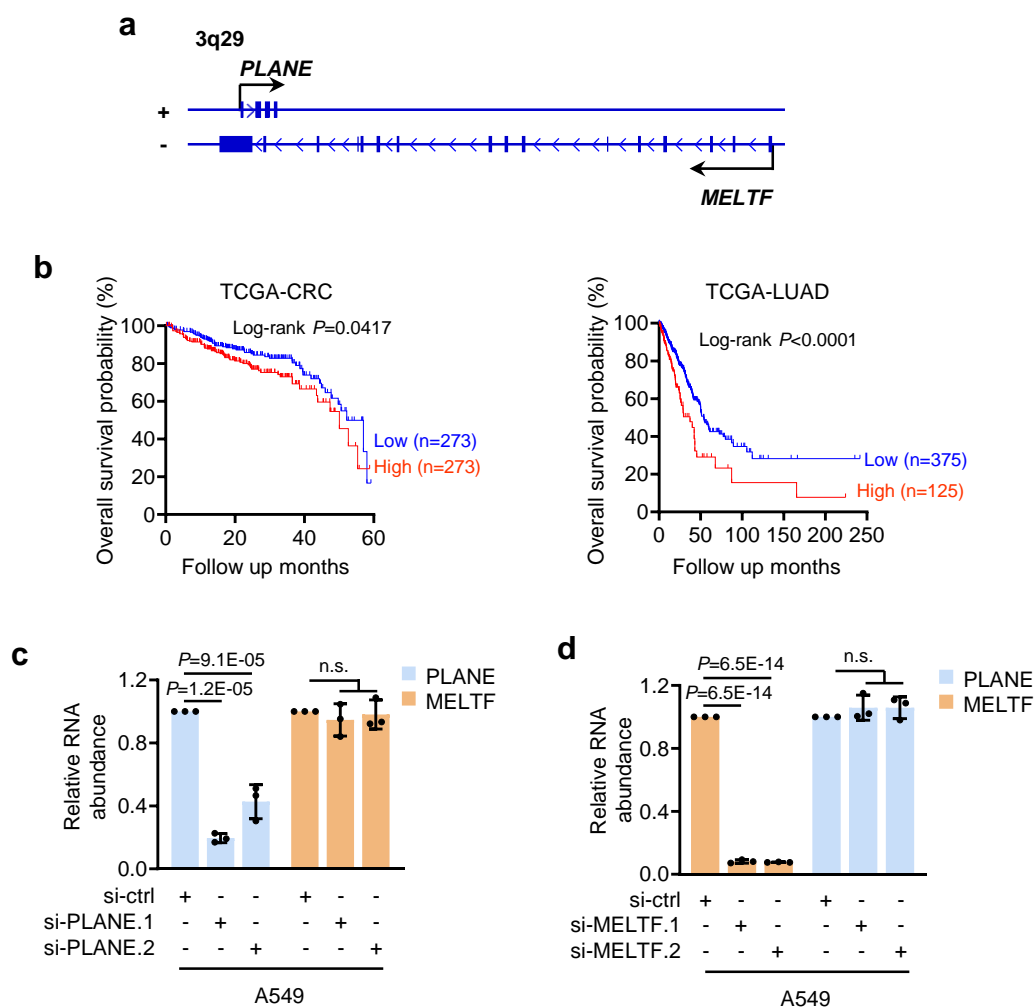 a
3q29
PLANE
+
-
MELTF
b
TCGA-CRC
Overall survival probability (%)
100
80
60
40
20
0
Log-rank P=0.0417
Low (n=273)
High (n=273)
0 20 40 60
Follow up months
TCGA-LUAD
Overall survival probability (%)
100
80
60
40
20
0
Log-rank P<0.0001
Low (n=375)
High (n=125)
0 50 100 150 200 250
Follow up months
c
P=9.1E-05
P=1.2E-05
n.s.
PLANE
MELTF
Relative RNA
abundance
1.2
0.8
0.4
0.0
si-ctrl + - - + - -
si-PLANE.1 - + - - + -
si-PLANE.2 - - + - - +
A549
d
P=6.5E-14
P=6.5E-14
n.s.
PLANE
MELTF
Relative RNA
abundance
1.2
0.8
0.4
0.0
si-ctrl + - - + - -
si-MELTF.1 - + - - + -
si-MELTF.2 - - + - - +
A549